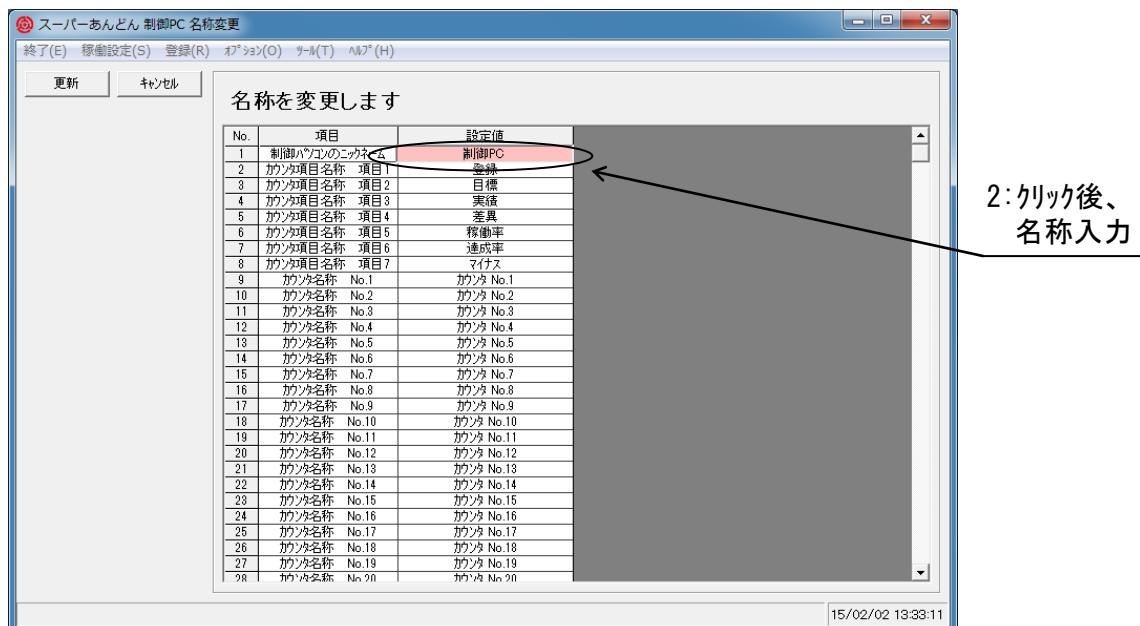 スーパーあんどん 制御PC 名称変更
終了(E) 稼働設定(S) 登録(R) ｵﾌﾟｼｮﾝ(O) ﾂｰﾙ(T) ﾍﾙﾌﾟ(H)
更新 ｷｬﾝｾﾙ
名称を変更します
No. 項目 設定値
1 制御ﾊﾟｿｺﾝのﾆｯｸﾈｰﾑ 制御PC
2 ｶｳﾝﾀ項目名称 項目1 登録
3 ｶｳﾝﾀ項目名称 項目2 目標
4 ｶｳﾝﾀ項目名称 項目3 実績
5 ｶｳﾝﾀ項目名称 項目4 差異
6 ｶｳﾝﾀ項目名称 項目5 稼働率
7 ｶｳﾝﾀ項目名称 項目6 達成率
8 ｶｳﾝﾀ項目名称 項目7 ﾏｲﾅｽ
9 ｶｳﾝﾀ名称 No.1 ｶｳﾝﾀ No.1
10 ｶｳﾝﾀ名称 No.2 ｶｳﾝﾀ No.2
11 ｶｳﾝﾀ名称 No.3 ｶｳﾝﾀ No.3
12 ｶｳﾝﾀ名称 No.4 ｶｳﾝﾀ No.4
13 ｶｳﾝﾀ名称 No.5 ｶｳﾝﾀ No.5
14 ｶｳﾝﾀ名称 No.6 ｶｳﾝﾀ No.6
15 ｶｳﾝﾀ名称 No.7 ｶｳﾝﾀ No.7
16 ｶｳﾝﾀ名称 No.8 ｶｳﾝﾀ No.8
17 ｶｳﾝﾀ名称 No.9 ｶｳﾝﾀ No.9
18 ｶｳﾝﾀ名称 No.10 ｶｳﾝﾀ No.10
19 ｶｳﾝﾀ名称 No.11 ｶｳﾝﾀ No.11
20 ｶｳﾝﾀ名称 No.12 ｶｳﾝﾀ No.12
21 ｶｳﾝﾀ名称 No.13 ｶｳﾝﾀ No.13
22 ｶｳﾝﾀ名称 No.14 ｶｳﾝﾀ No.14
23 ｶｳﾝﾀ名称 No.15 ｶｳﾝﾀ No.15
24 ｶｳﾝﾀ名称 No.16 ｶｳﾝﾀ No.16
25 ｶｳﾝﾀ名称 No.17 ｶｳﾝﾀ No.17
26 ｶｳﾝﾀ名称 No.18 ｶｳﾝﾀ No.18
27 ｶｳﾝﾀ名称 No.19 ｶｳﾝﾀ No.19
28 ｶｳﾝﾀ名称 No.20 ｶｳﾝﾀ No.20
15/02/02 13:33:11
2:ｸﾘｯｸ後、
名称入力